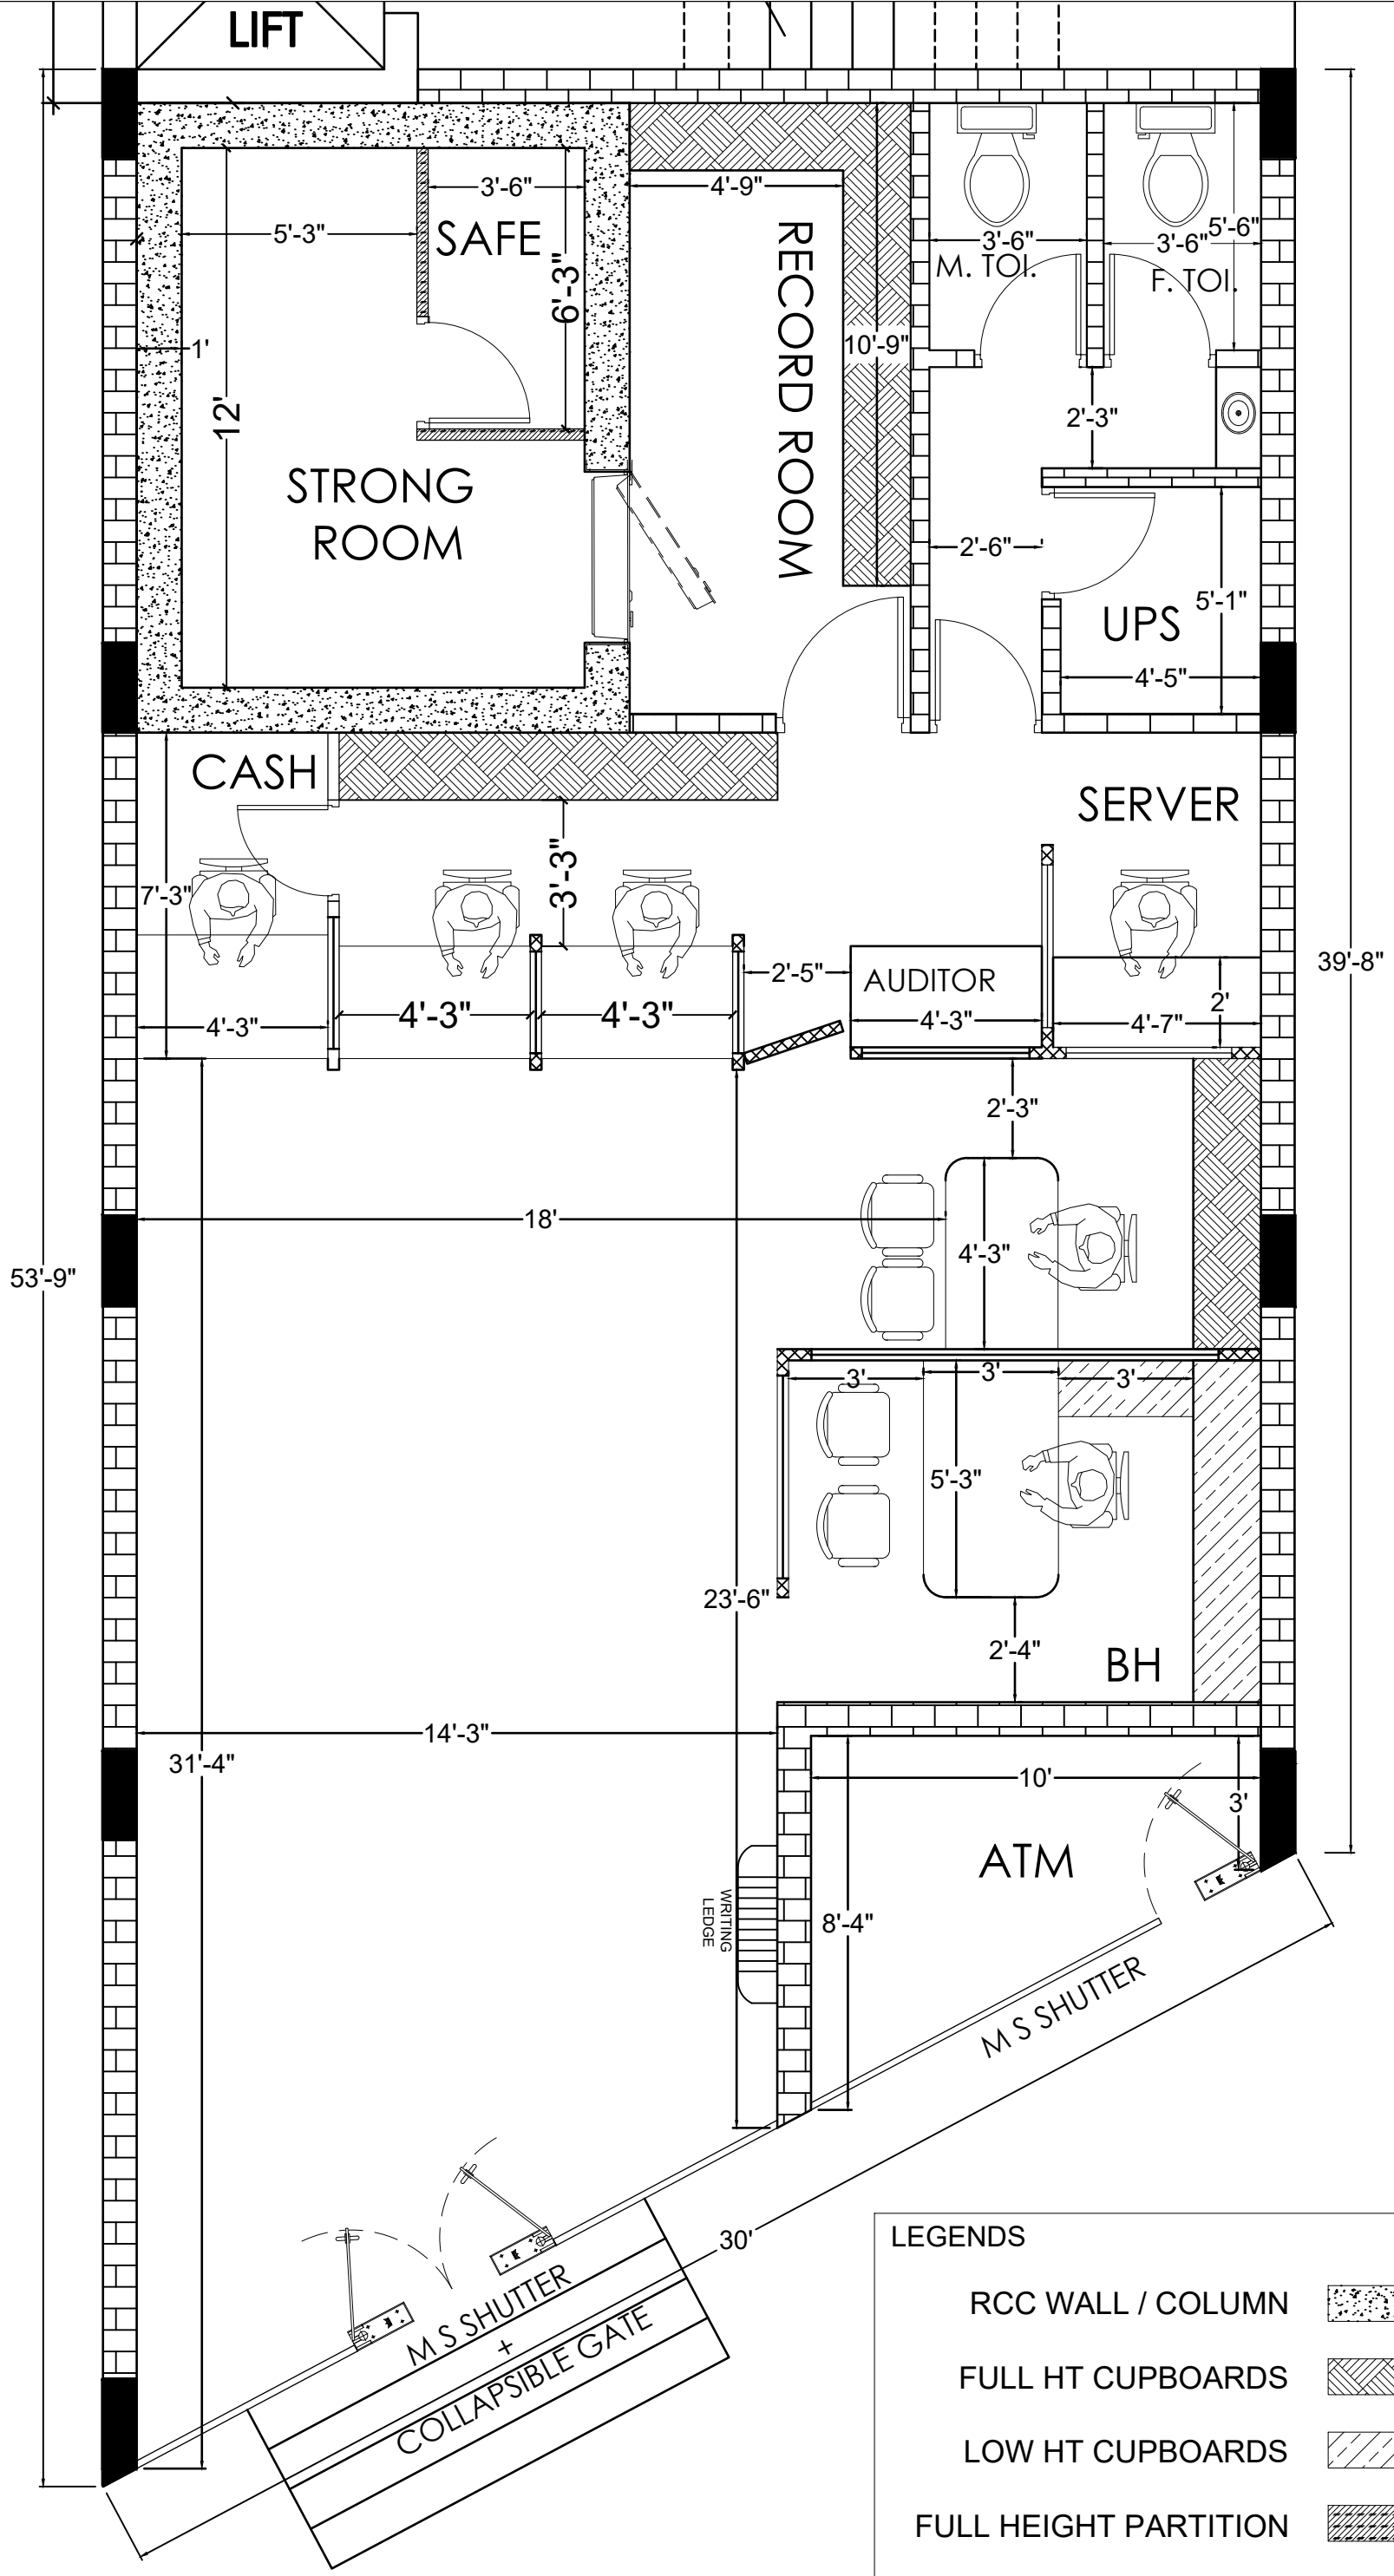 LIFT
3'-6"
4'-9"
5'-3"
SAFE
6'-3"
RECORD ROOM
5'-6"
3'-6"
3'-6"
M. TOI.
F. TOI.
1'
10'-9"
12'
2'-3"
STRONG
ROOM
2'-6"
5'-1"
UPS
4'-5"
CASH
SERVER
3'-3"
7'-3"
39'-8"
2'-5"
AUDITOR
2'
4'-3"
4'-3"
4'-3"
4'-3"
4'-7"
2'-3"
18'
4'-3"
53'-9"
3'
3'
3'
5'-3"
23'-6"
2'-4"
BH
14'-3"
31'-4"
10'
3'
ATM
WRITING
LEDGE
8'-4"
M S SHUTTER
30'
M S SHUTTER
+
COLLAPSIBLE GATE
LEGENDS
RCC WALL / COLUMN
FULL HT CUPBOARDS
LOW HT CUPBOARDS
FULL HEIGHT PARTITION